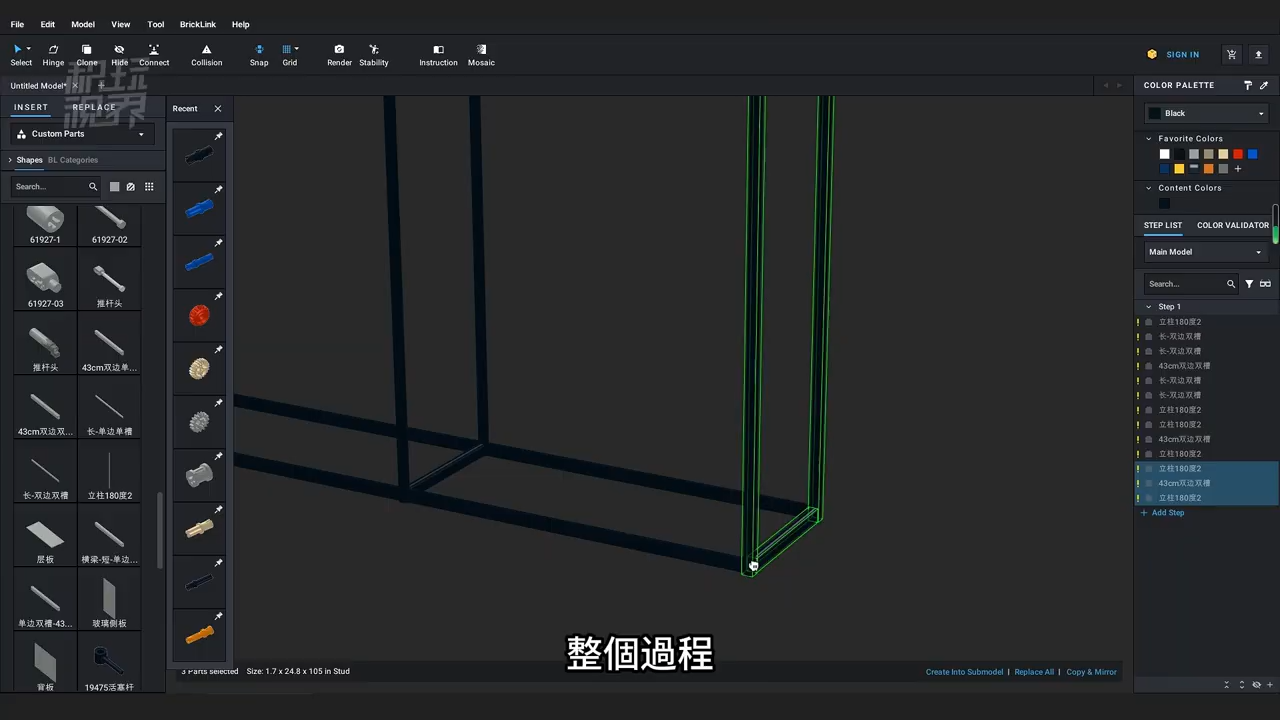 File Edit Model View Tool BrickLink Help
Select Hinge Clone Hide Connect Collision Snap Grid Render Stability Instruction Mosaic
SIGN IN
Untitled Model*
積玩視界
INSERT REPLACE
Custom Parts
Shapes BL Categories
Search...
61927-1 61927-02
61927-03 推杆头
推杆头 43cm双边单...
43cm双双... 长-单边单槽
长-双双槽 立柱180度2
层板 横梁-短-单边...
单边双槽-43... 玻璃侧板
背板 19475活塞杆
Recent
整個過程
3 Parts selected Size: 1.7 x 24.8 x 105 in Stud
Create Into Submodel | Replace All | Copy & Mirror
COLOR PALETTE
Black
Favorite Colors
Content Colors
STEP LIST COLOR VALIDATOR
Main Model
Search...
Step 1
立柱180度2
长-双边双槽
长-双边双槽
43cm双边双槽
长-双边双槽
长-双边双槽
立柱180度2
立柱180度2
43cm双边双槽
立柱180度2
立柱180度2
43cm双边双槽
立柱180度2
+ Add Step